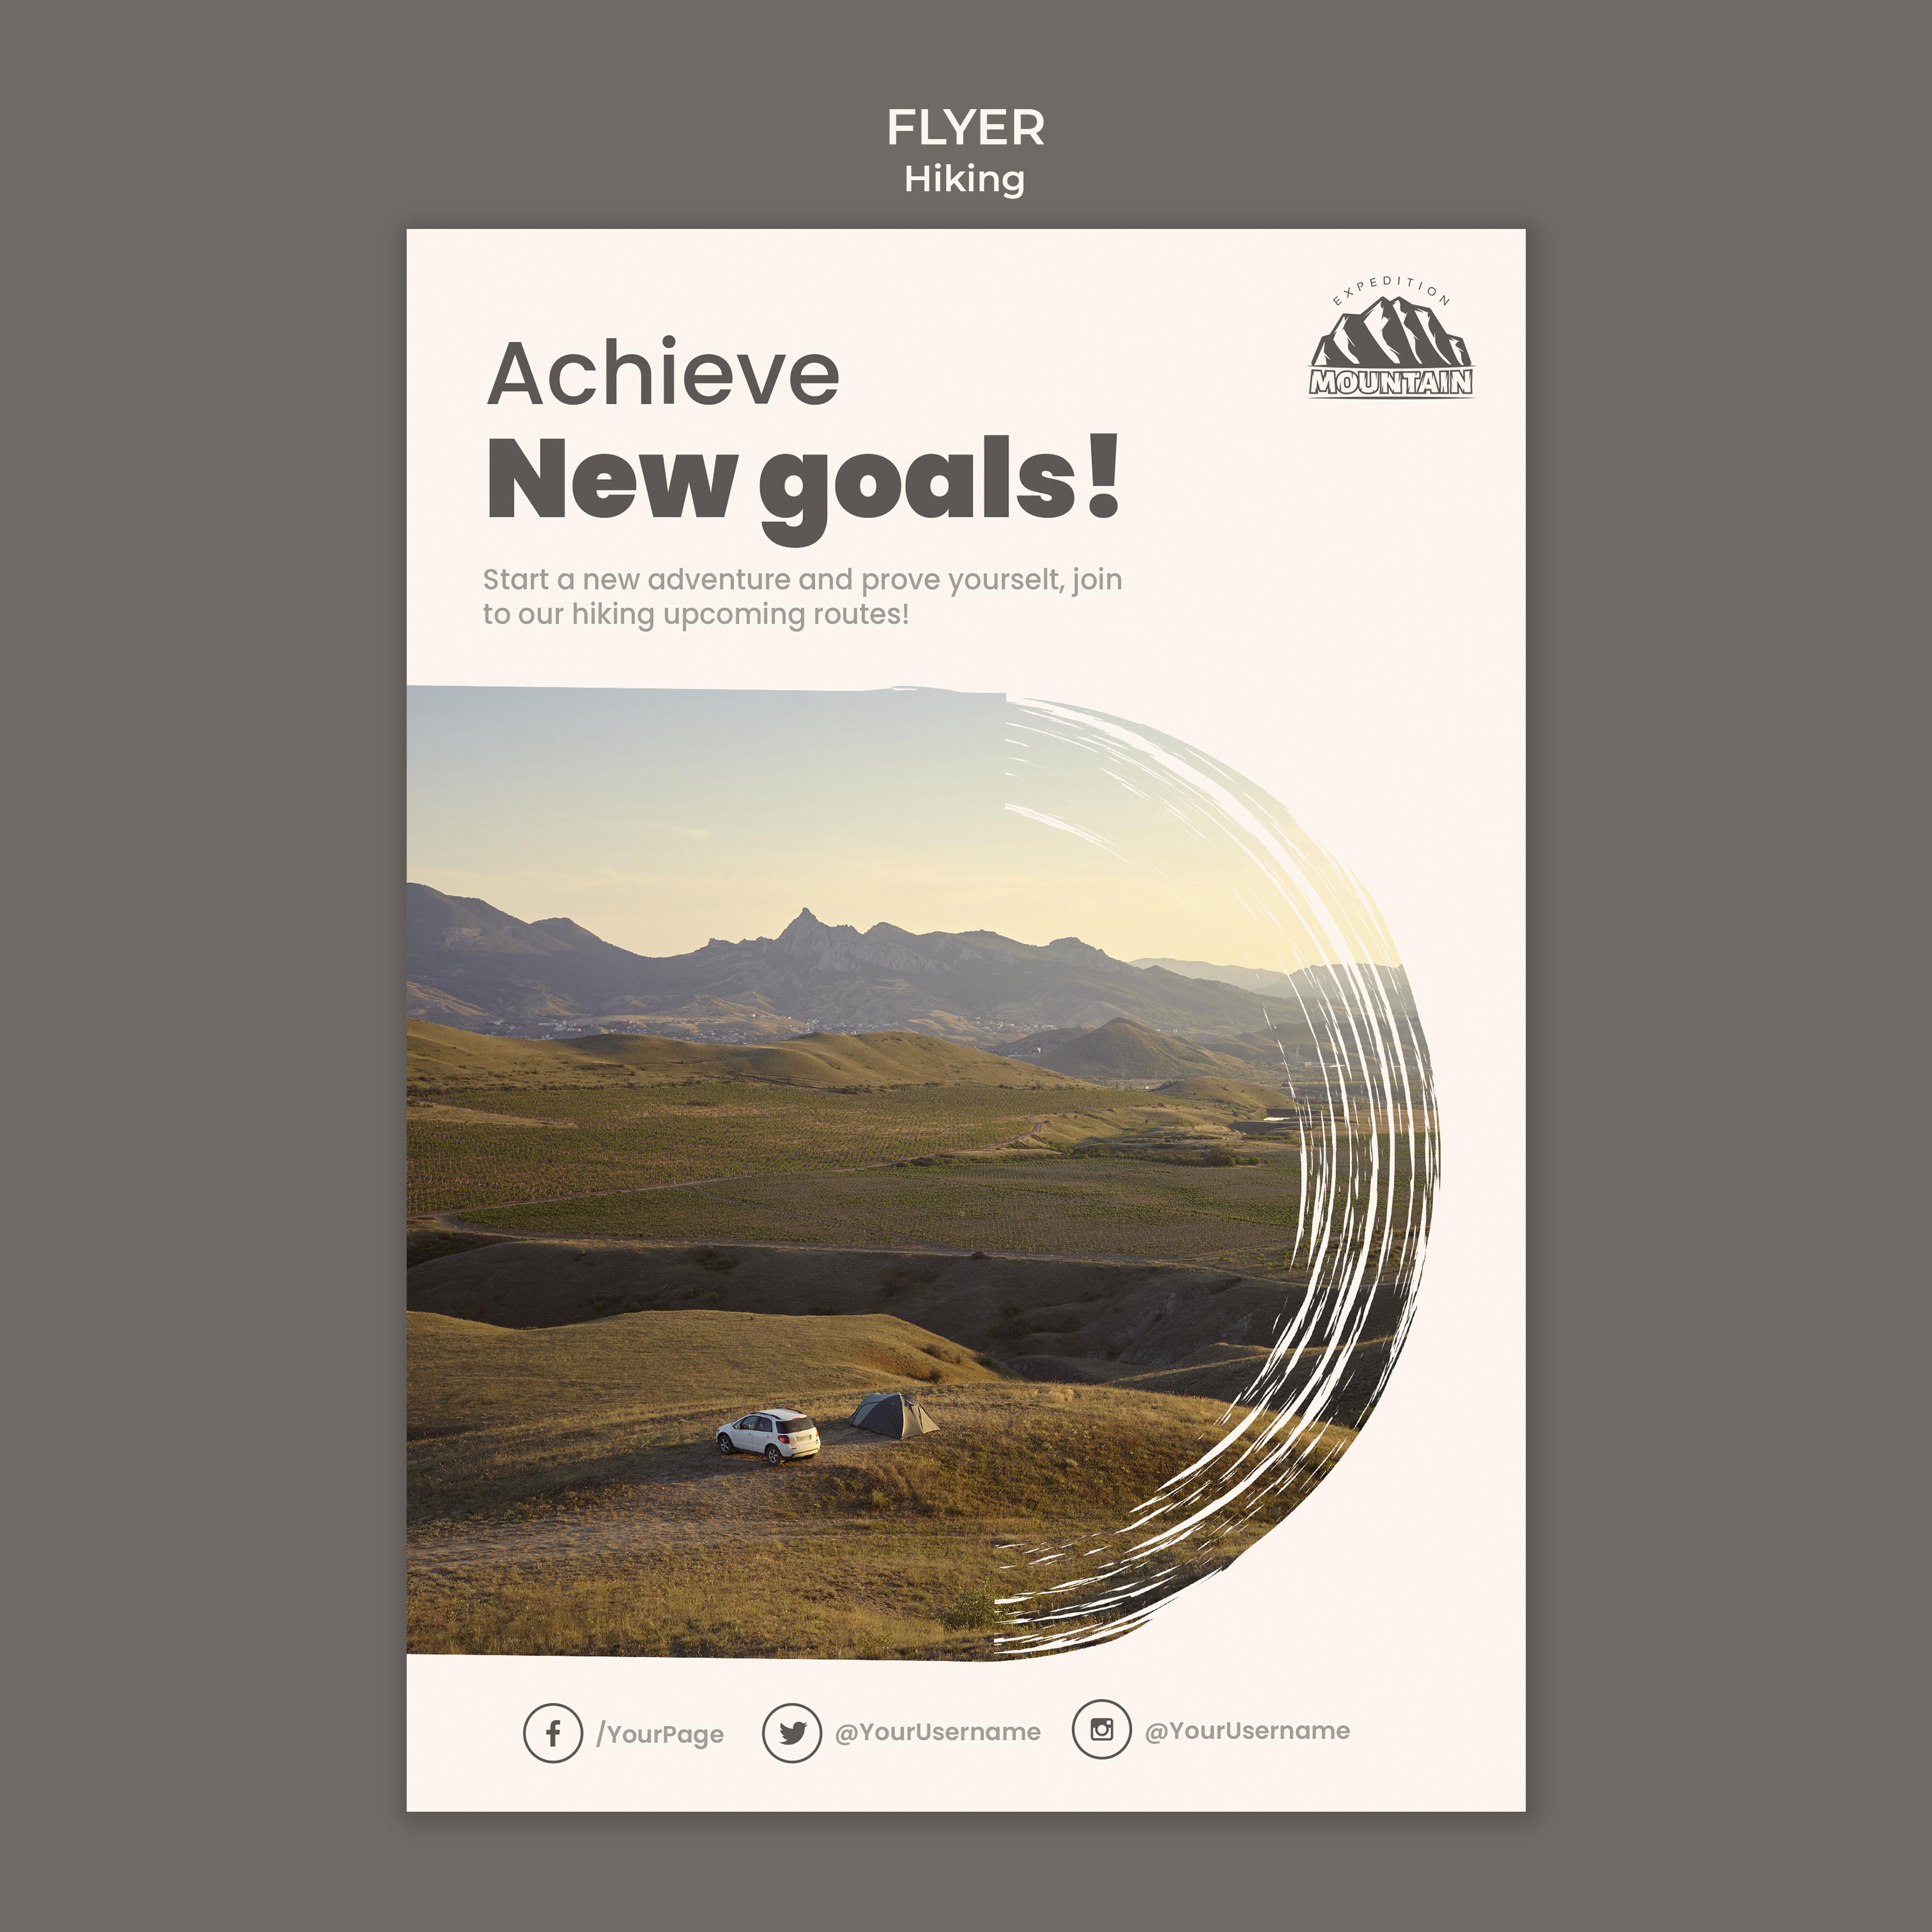 FLYER
Hiking
EXPEDITION
MOUNTAIN
Achieve
New goals!
Start a new adventure and prove yourselt, join
to our hiking upcoming routes!
/YourPage
@YourUsername
@YourUsername